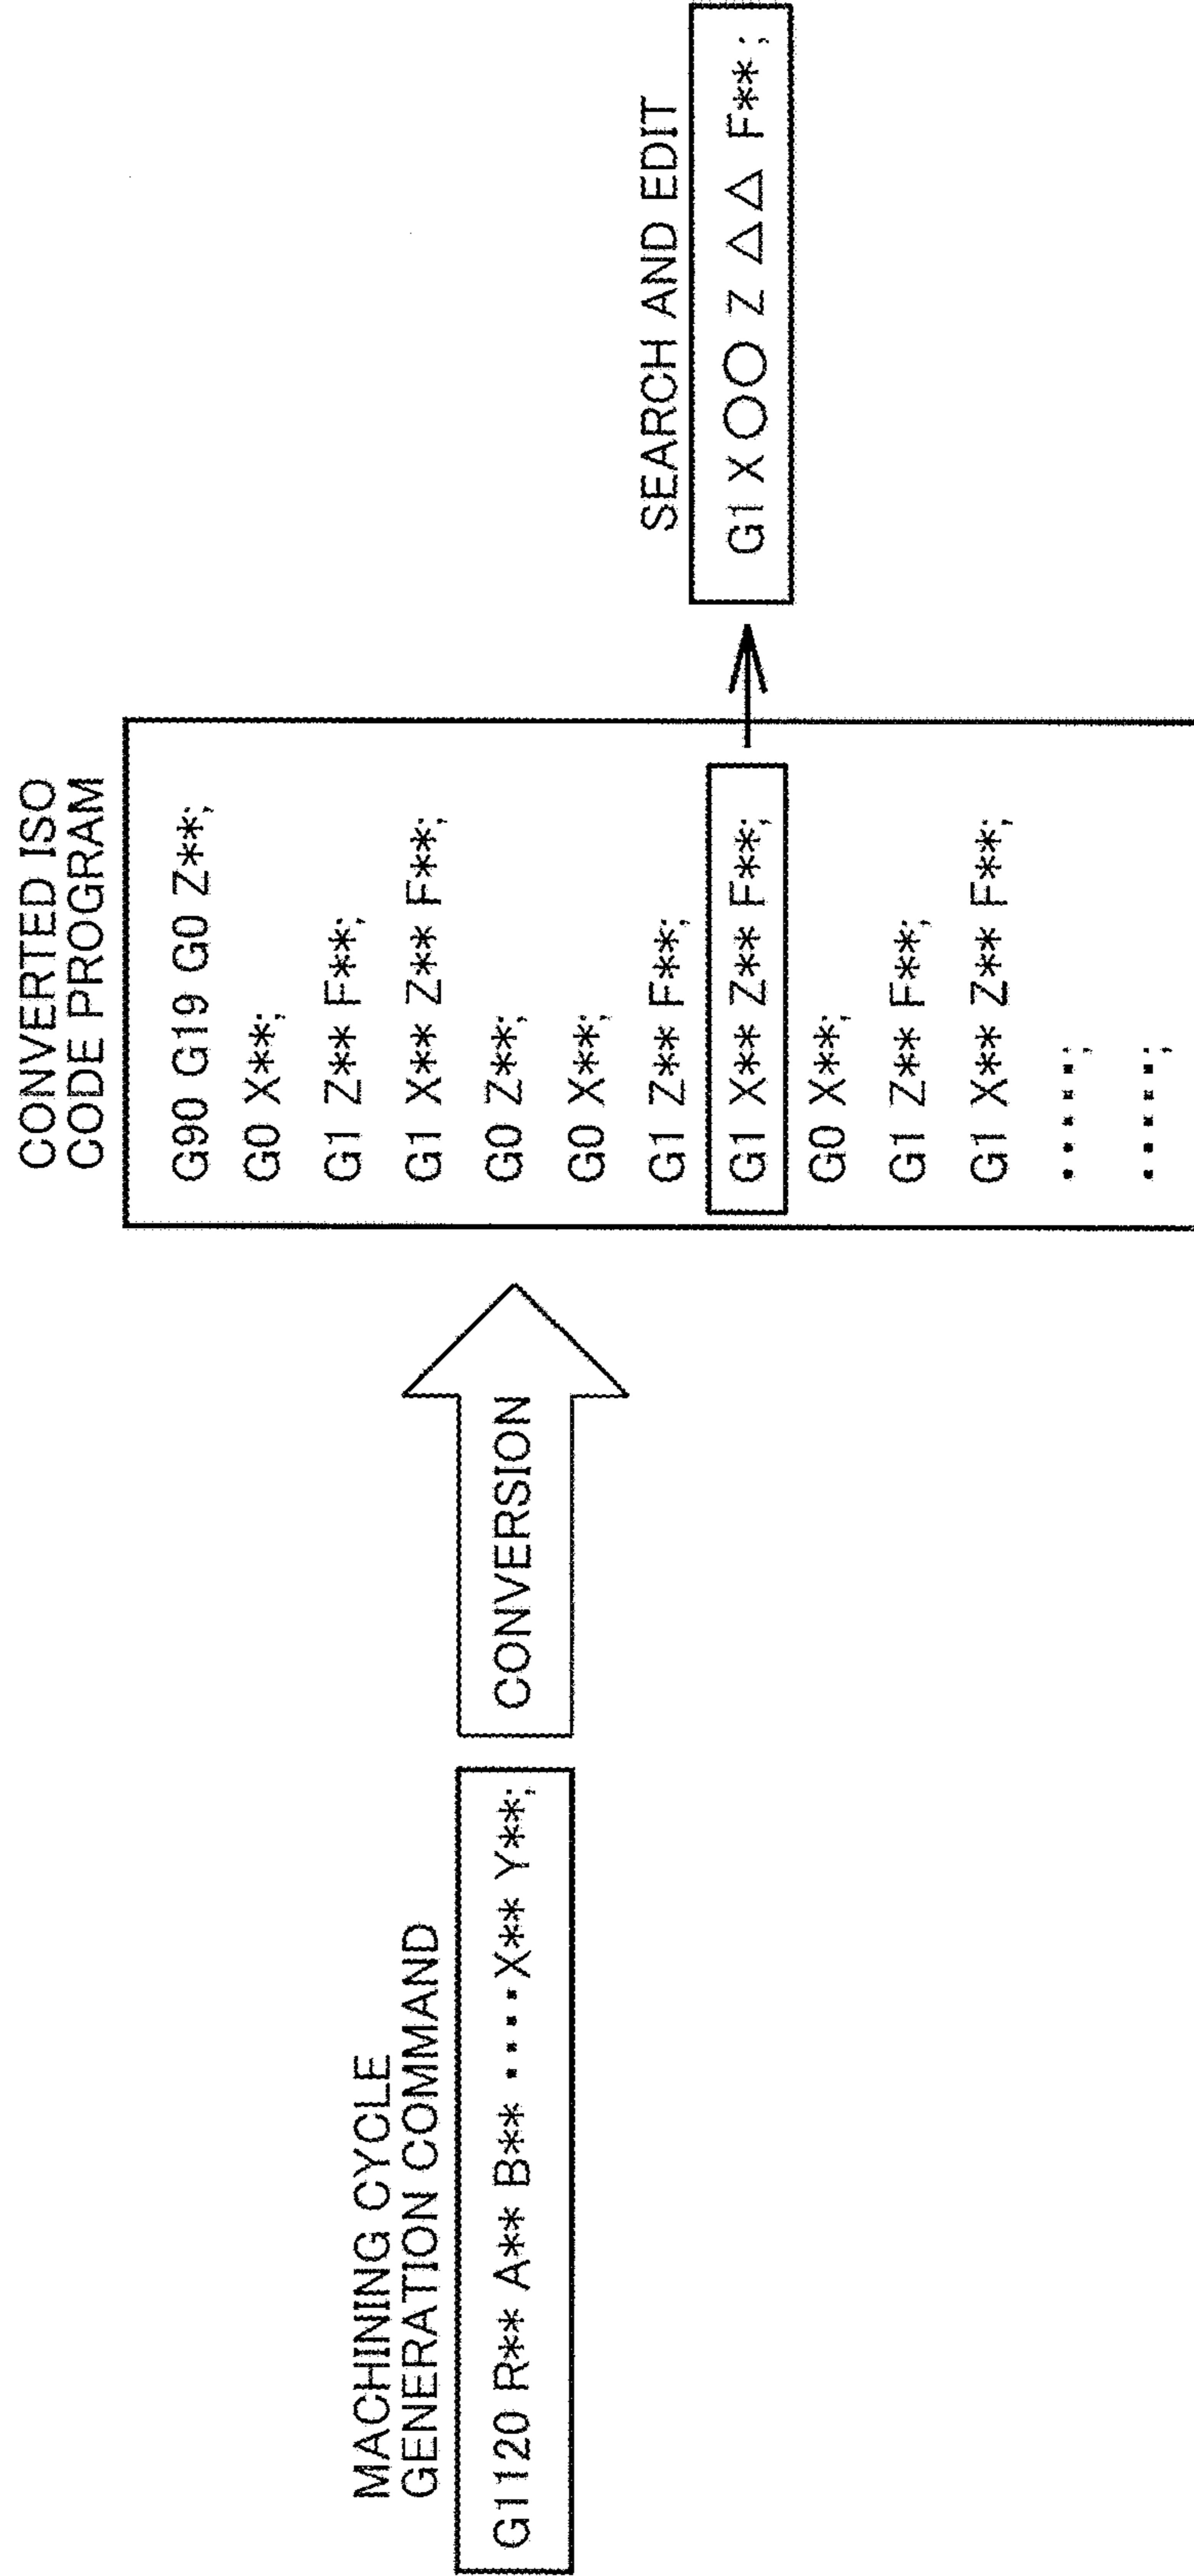 MACHINING CYCLE
GENERATION COMMAND
G1120 R** A** B** ････X** Y**;
CONVERSION
CONVERTED ISO
CODE PROGRAM
G90 G19 G0 Z**;
G0 X**;
G1 Z** F**;
G1 X** Z** F**;
G0 Z**;
G0 X**;
G1 Z** F**;
G1 X** Z** F**;
G0 X**;
G1 Z** F**;
G1 X** Z** F**;
･････;
･････;
SEARCH AND EDIT
G1 X ○○ Z △△ F**;